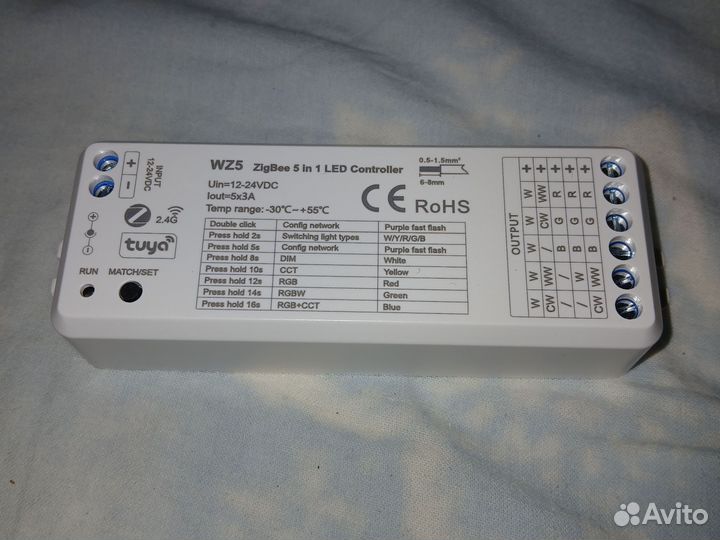 WZ5 ZigBee 5 in 1 LED Controller
Uin=12-24VDC
Iout=5x3A
Temp range: -30℃~+55℃
CE RoHS
0.5-1.5mm²
6-8mm
+
−
INPUT
12-24VDC
2.4G
tuya
RUN MATCH/SET
Double click Config network Purple fast flash
Press hold 2s Switching light types W/Y/R/G/B
Press hold 5s Config network Purple fast flash
Press hold 8s DIM White
Press hold 10s CCT Yellow
Press hold 12s RGB Red
Press hold 14s RGBW Green
Press hold 16s RGB+CCT Blue
OUTPUT
+ + + + +
W WW R R R
W CW G G G
W / B B B
W WW / W WW
W CW / / CW
Avito